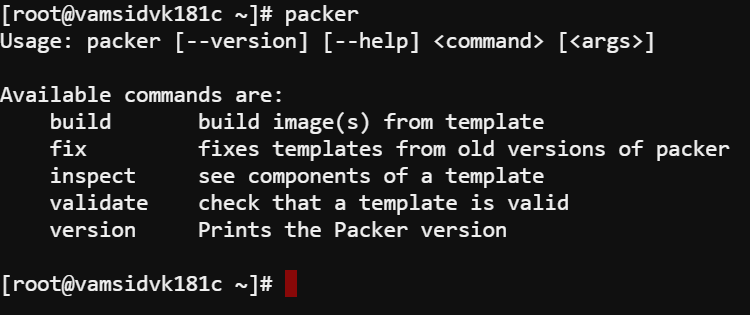 [root@vamsidvk181c ~]# packer
Usage: packer [--version] [--help] <command> [<args>]

Available commands are:
    build       build image(s) from template
    fix         fixes templates from old versions of packer
    inspect     see components of a template
    validate    check that a template is valid
    version     Prints the Packer version

[root@vamsidvk181c ~]#